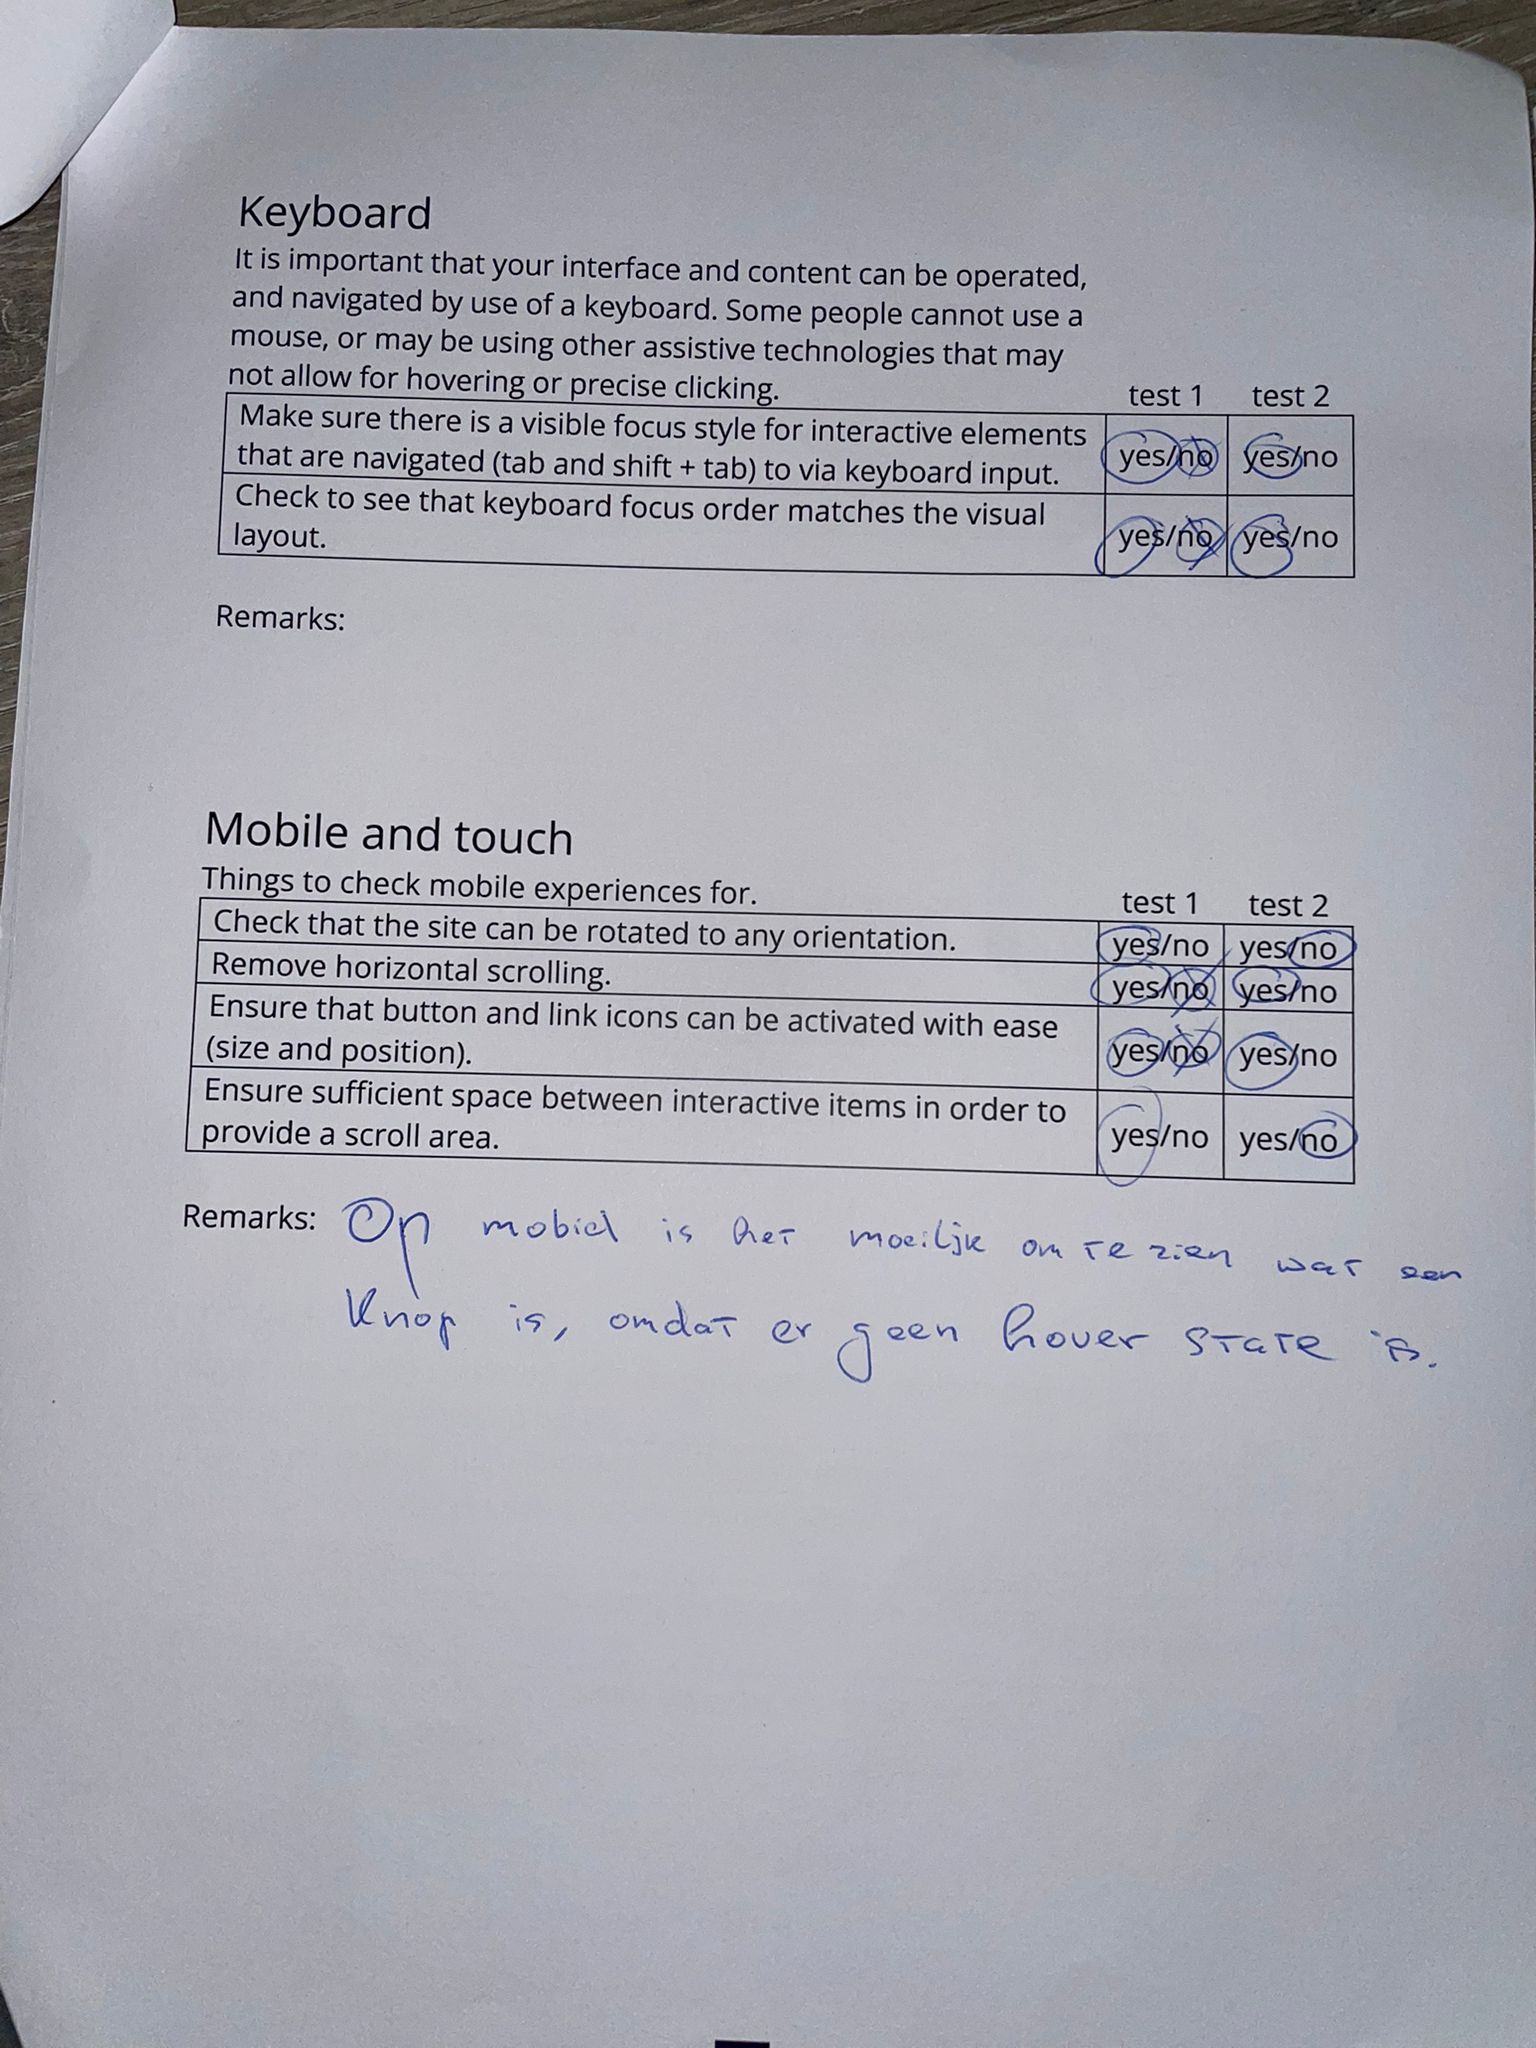 Keyboard
It is important that your interface and content can be operated,
and navigated by use of a keyboard. Some people cannot use a
mouse, or may be using other assistive technologies that may
not allow for hovering or precise clicking.
test 1 test 2
Make sure there is a visible focus style for interactive elements
that are navigated (tab and shift + tab) to via keyboard input.
yes/no yes/no
Check to see that keyboard focus order matches the visual
layout.
yes/no yes/no
Remarks:
Mobile and touch
Things to check mobile experiences for.
test 1 test 2
Check that the site can be rotated to any orientation. yes/no yes/no
Remove horizontal scrolling. yes/no yes/no
Ensure that button and link icons can be activated with ease
(size and position).
yes/no yes/no
Ensure sufficient space between interactive items in order to
provide a scroll area.
yes/no yes/no
Remarks: Op mobiel is het moeilijk om te zien wat een
knop is, omdat er geen hover state is.